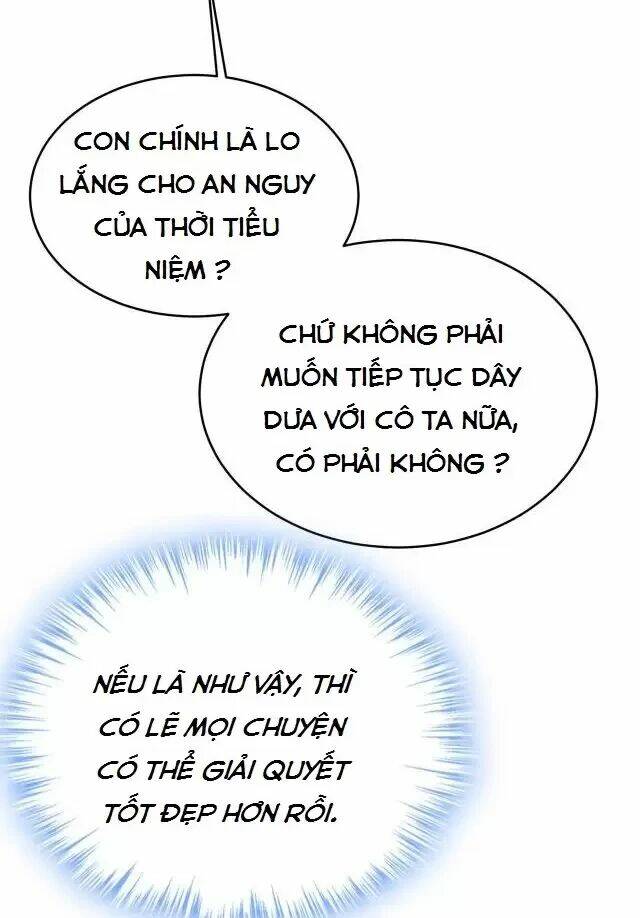 CON CHÍNH LÀ LO
LẮNG CHO AN NGUY
CỦA THỜI TIỂU
NIỆM ?
CHỨ KHÔNG PHẢI
MUỐN TIẾP TỤC DÂY
DƯA VỚI CÔ TA NỮA,
CÓ PHẢI KHÔNG ?
NẾU LÀ NHƯ VẬY, THÌ
CÓ LẼ MỌI CHUYỆN
CÓ THỂ GIẢI QUYẾT
TỐT ĐẸP HƠN RỒI.